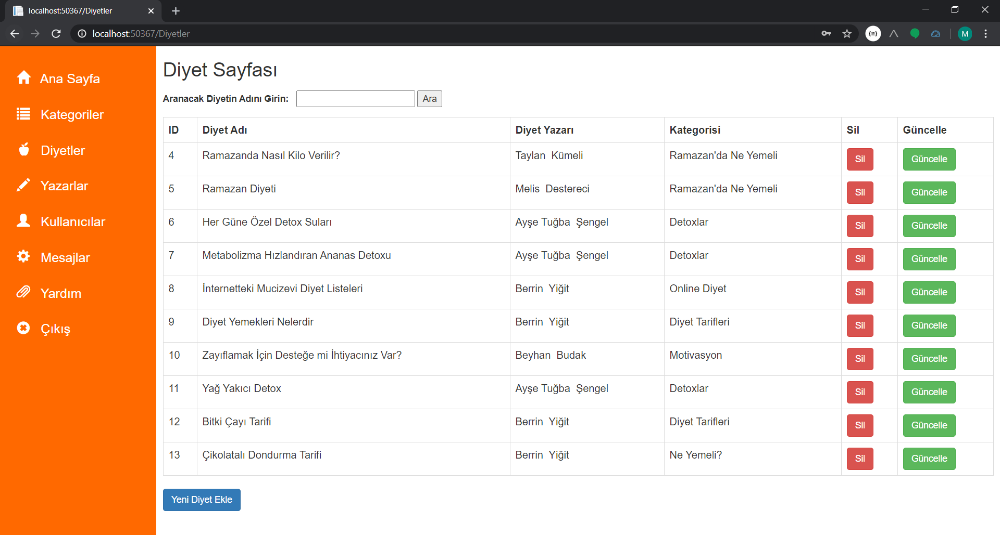 localhost:50367/Diyetler
localhost:50367/Diyetler
M
Ana Sayfa
Kategoriler
Diyetler
Yazarlar
Kullanıcılar
Mesajlar
Yardım
Çıkış
Diyet Sayfası
Aranacak Diyetin Adını Girin: Ara
ID Diyet Adı Diyet Yazarı Kategorisi Sil Güncelle
4 Ramazanda Nasıl Kilo Verilir? Taylan Kümeli Ramazan'da Ne Yemeli Sil Güncelle
5 Ramazan Diyeti Melis Destereci Ramazan'da Ne Yemeli Sil Güncelle
6 Her Güne Özel Detox Suları Ayşe Tuğba Şengel Detoxlar Sil Güncelle
7 Metabolizma Hızlandıran Ananas Detoxu Ayşe Tuğba Şengel Detoxlar Sil Güncelle
8 İnternetteki Mucizevi Diyet Listeleri Berrin Yiğit Online Diyet Sil Güncelle
9 Diyet Yemekleri Nelerdir Berrin Yiğit Diyet Tarifleri Sil Güncelle
10 Zayıflamak İçin Desteğe mi İhtiyacınız Var? Beyhan Budak Motivasyon Sil Güncelle
11 Yağ Yakıcı Detox Ayşe Tuğba Şengel Detoxlar Sil Güncelle
12 Bitki Çayı Tarifi Berrin Yiğit Diyet Tarifleri Sil Güncelle
13 Çikolatalı Dondurma Tarifi Berrin Yiğit Ne Yemeli? Sil Güncelle
Yeni Diyet Ekle